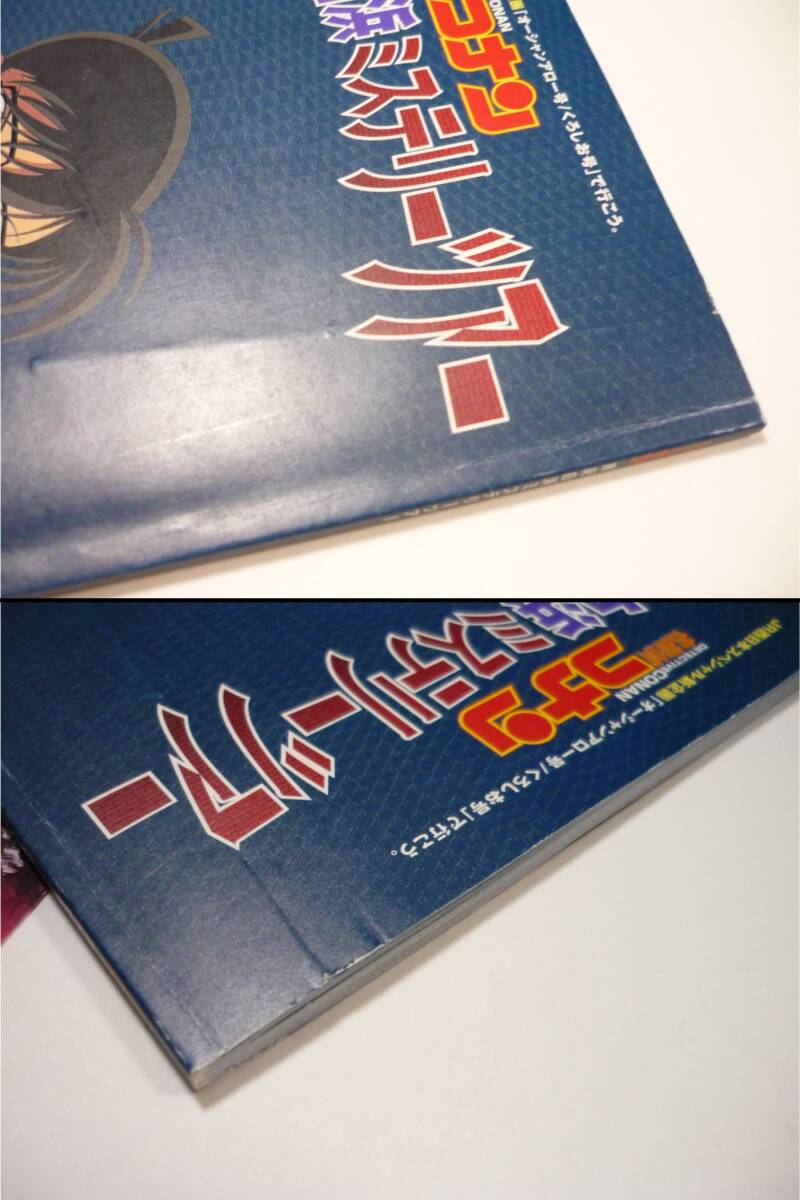 「オーシャンアロー号/くろしお号」で行こう。
CONAN
コナン
浜ミステリーツアー
JR西日本スペシャル新企画「オーシャンアロー号/くろしお号」で行こう。
名探偵
DETECTIVE CONAN
コナン
浜ミステリーツアー